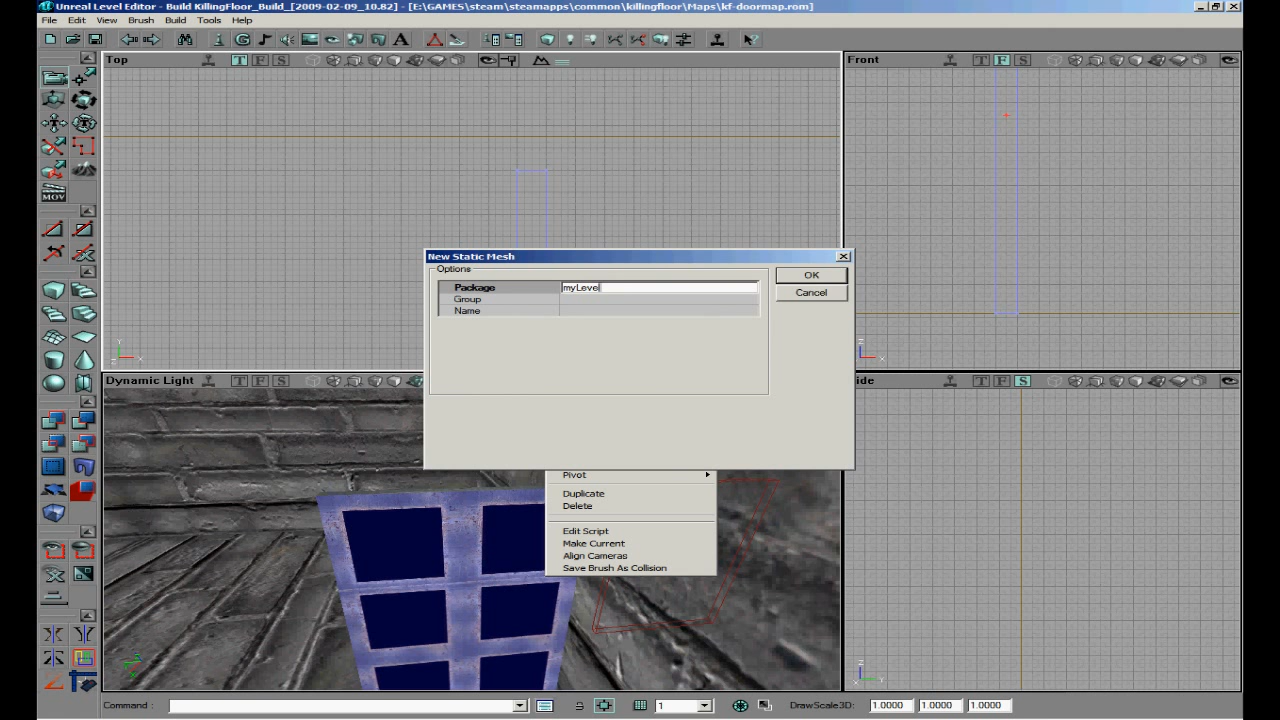 Unreal Level Editor - Build KillingFloor_Build_[2009-02-09_10.82] - [E:\GAMES\steam\steamapps\common\killingfloor\Maps\kf-doormap.rom]
File Edit View Brush Build Tools Help
Top T F S
Front T F S
MOV
New Static Mesh
Options
Package myLevel
Group
Name
OK
Cancel
Dynamic Light T F S
ide T F S
Pivot
Duplicate
Delete
Edit Script
Make Current
Align Cameras
Save Brush As Collision
Command : 1 DrawScale3D: 1.0000 1.0000 1.0000